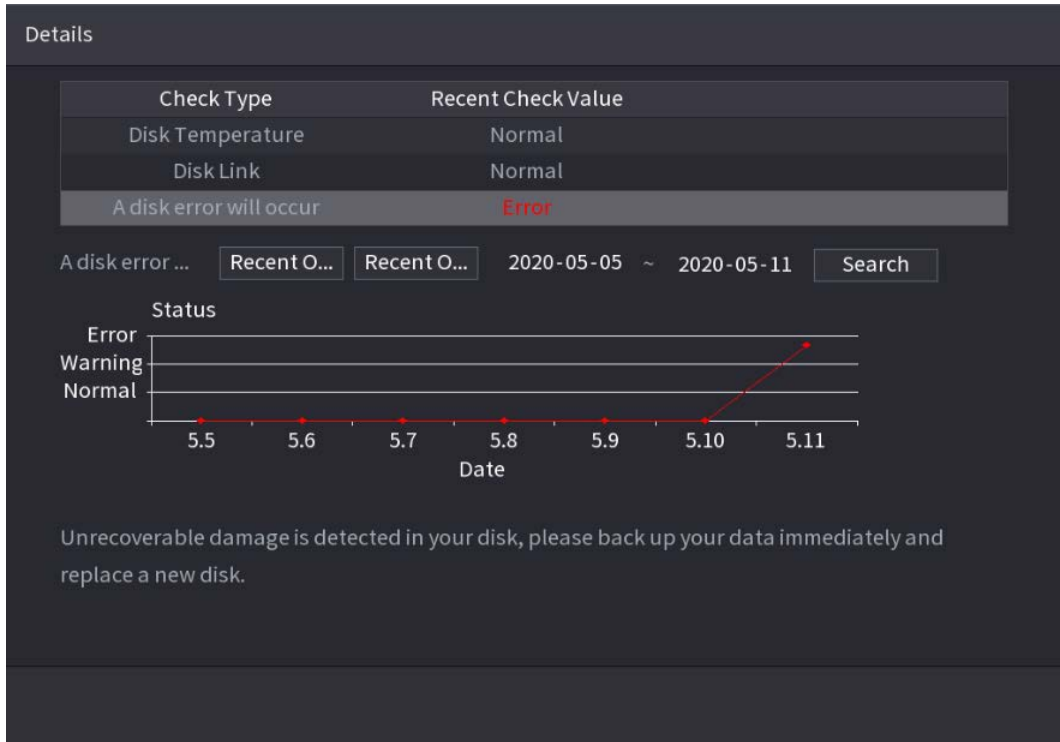 Details
Check Type Recent Check Value
Disk Temperature Normal
Disk Link Normal
A disk error will occur Error
A disk error ... Recent O... Recent O... 2020-05-05 ~ 2020-05-11 Search
Status
Error
Warning
Normal
5.5 5.6 5.7 5.8 5.9 5.10 5.11
Date
Unrecoverable damage is detected in your disk, please back up your data immediately and
replace a new disk.